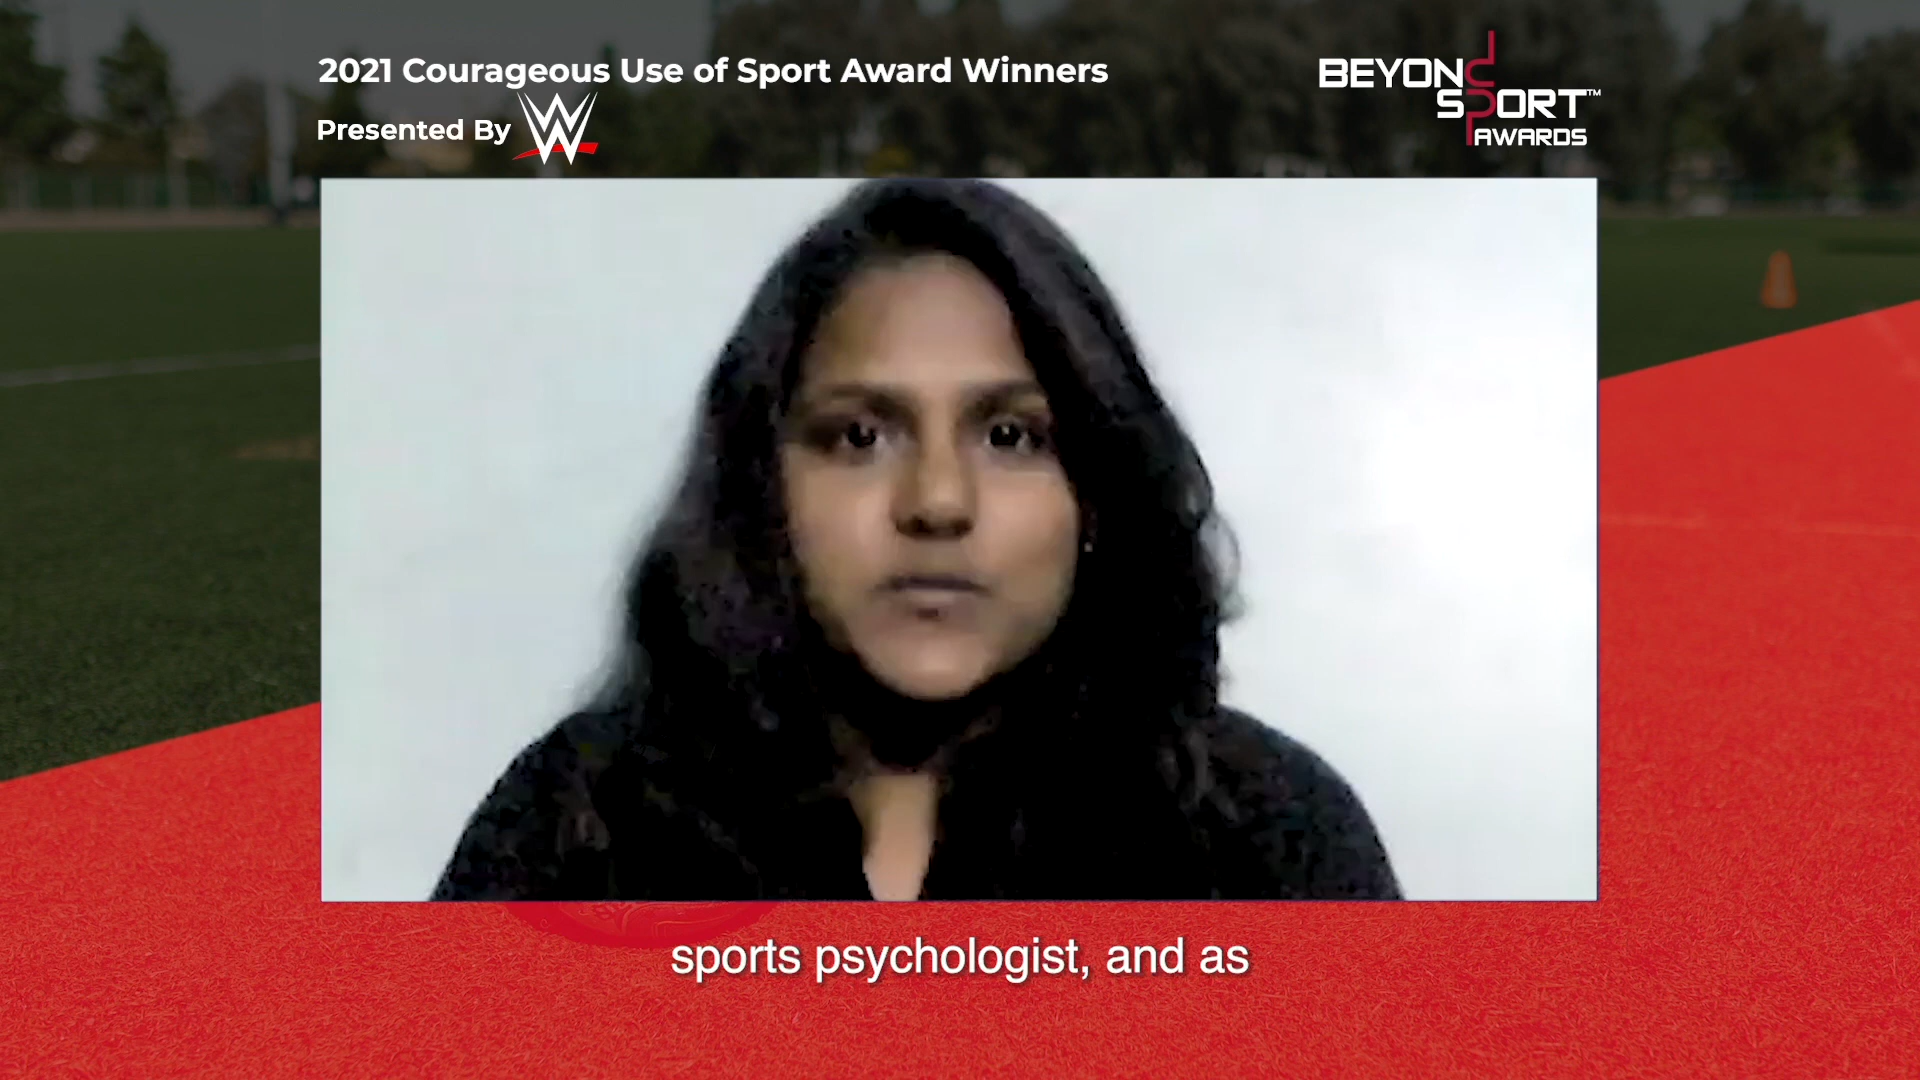 2021 Courageous Use of Sport Award Winners
Presented By W
BEYOND
SPORT™
AWARDS
sports psychologist, and as